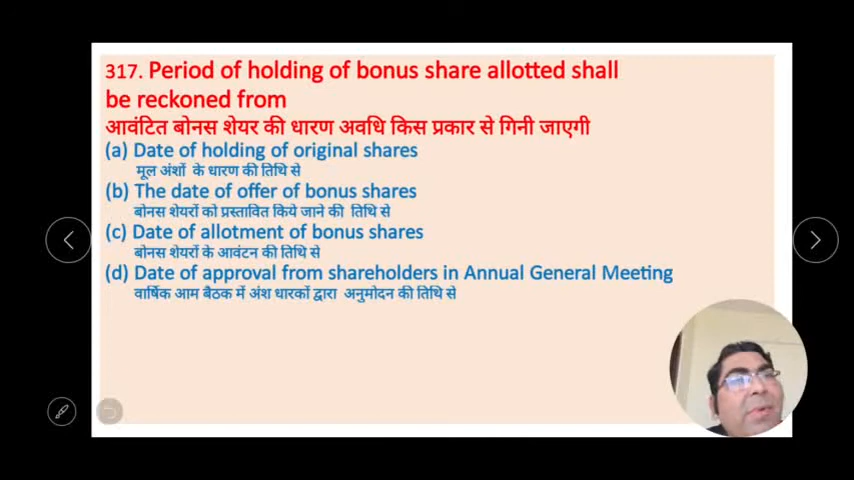 317. Period of holding of bonus share allotted shall
be reckoned from
आवंटित बोनस शेयर की धारण अवधि किस प्रकार से गिनी जाएगी
(a) Date of holding of original shares
मूल अंशों के धारण की तिथि से
(b) The date of offer of bonus shares
बोनस शेयरों को प्रस्तावित किये जाने की तिथि से
(c) Date of allotment of bonus shares
बोनस शेयरों के आवंटन की तिथि से
(d) Date of approval from shareholders in Annual General Meeting
वार्षिक आम बैठक में अंश धारकों द्वारा अनुमोदन की तिथि से